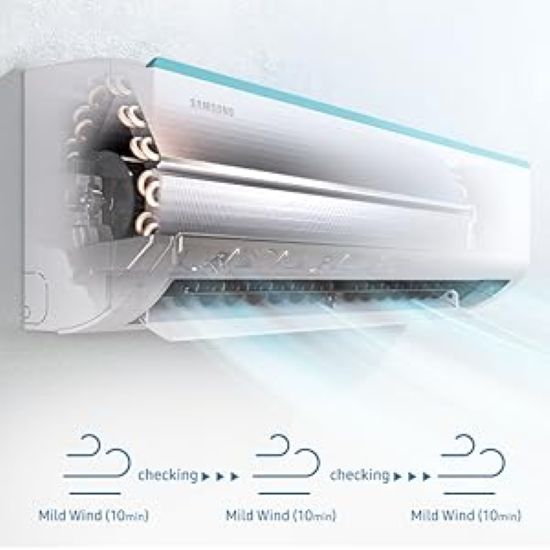 SAMSUNG
checking ▸ ▸ ▸ checking ▸ ▸ ▸
Mild Wind (10min) Mild Wind (10min) Mild Wind (10min)